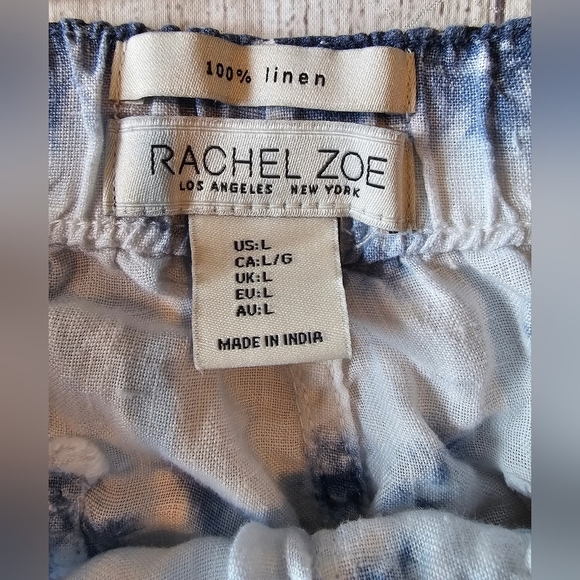 100% linen
RACHEL ZOE
LOS ANGELES NEW YORK
US:L
CA:L/G
UK:L
EU:L
AU:L
MADE IN INDIA